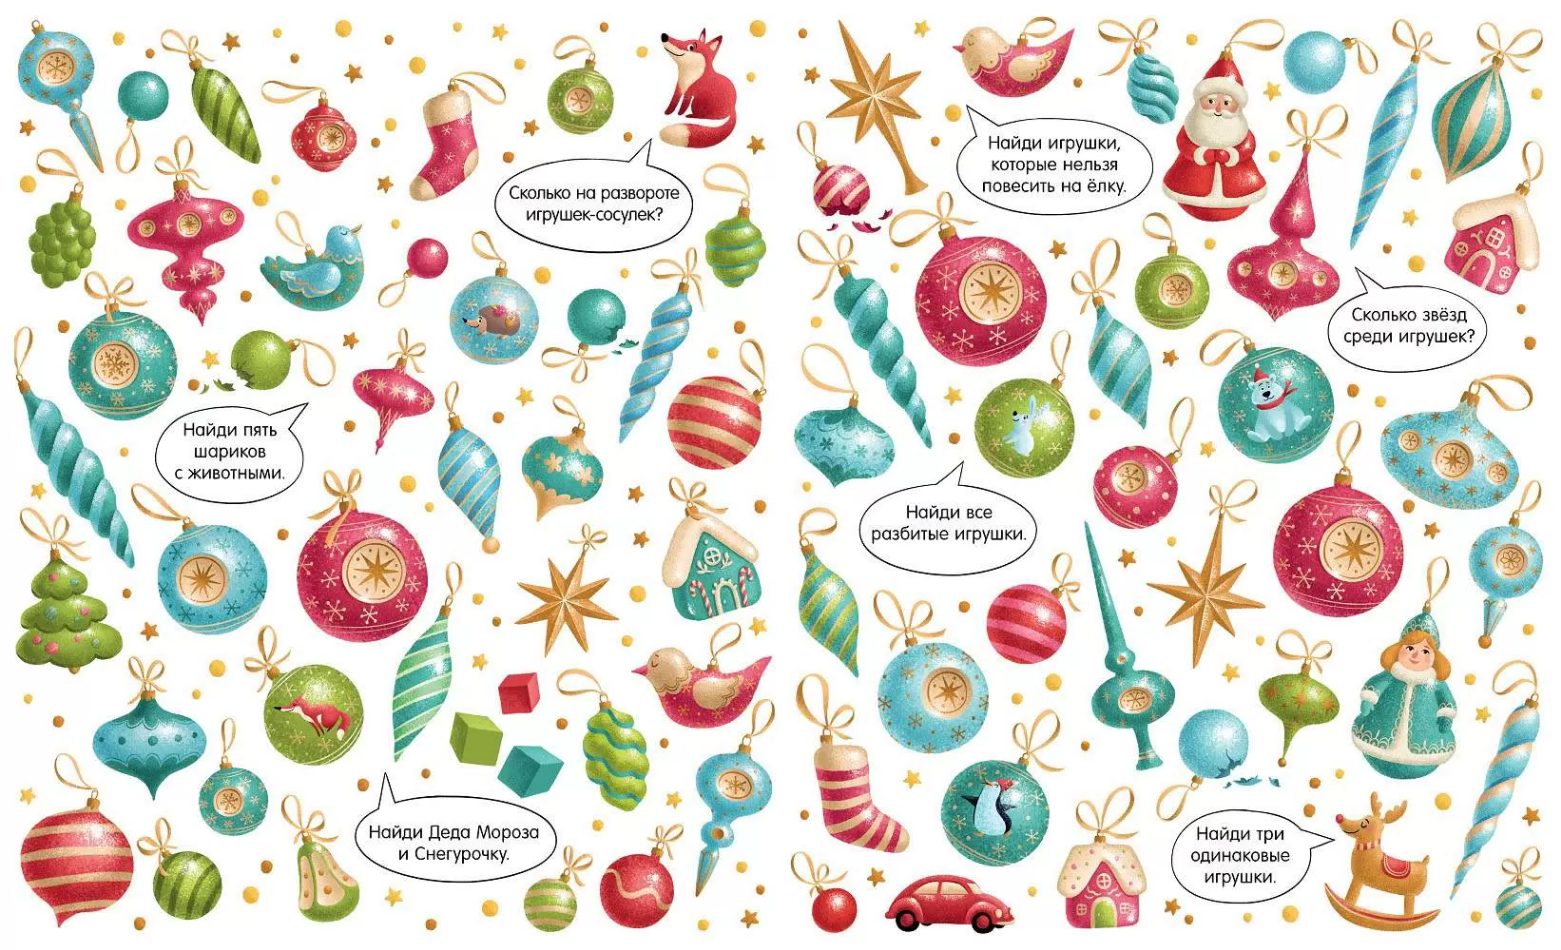 Сколько на развороте
игрушек-сосулек?
Найди пять
шариков
с животными.
Найди Деда Мороза
и Снегурочку.
Найди игрушки,
которые нельзя
повесить на ёлку.
Сколько звёзд
среди игрушек?
Найди все
разбитые игрушки.
Найди три
одинаковые
игрушки.